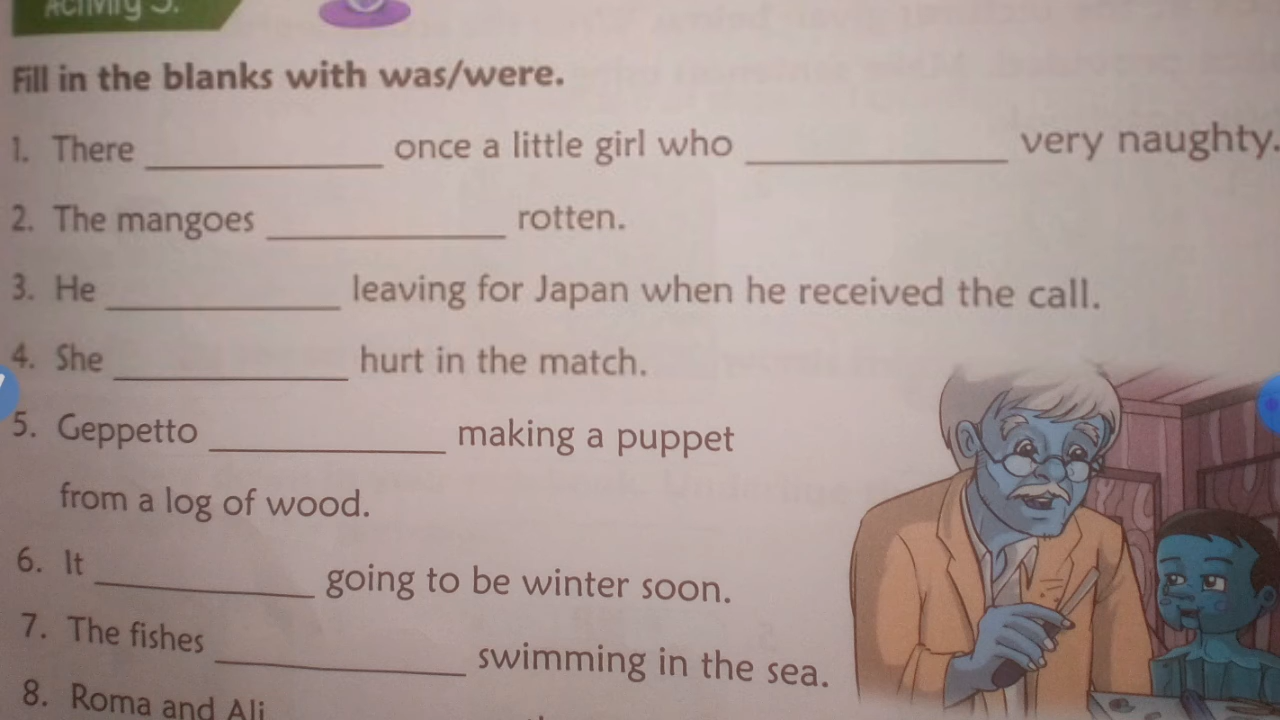 Activity 5.
Fill in the blanks with was/were.
1. There ____________ once a little girl who ____________ very naughty.
2. The mangoes ____________ rotten.
3. He ____________ leaving for Japan when he received the call.
4. She ____________ hurt in the match.
5. Geppetto ____________ making a puppet
from a log of wood.
6. It ____________ going to be winter soon.
7. The fishes ____________ swimming in the sea.
8. Roma and Ali